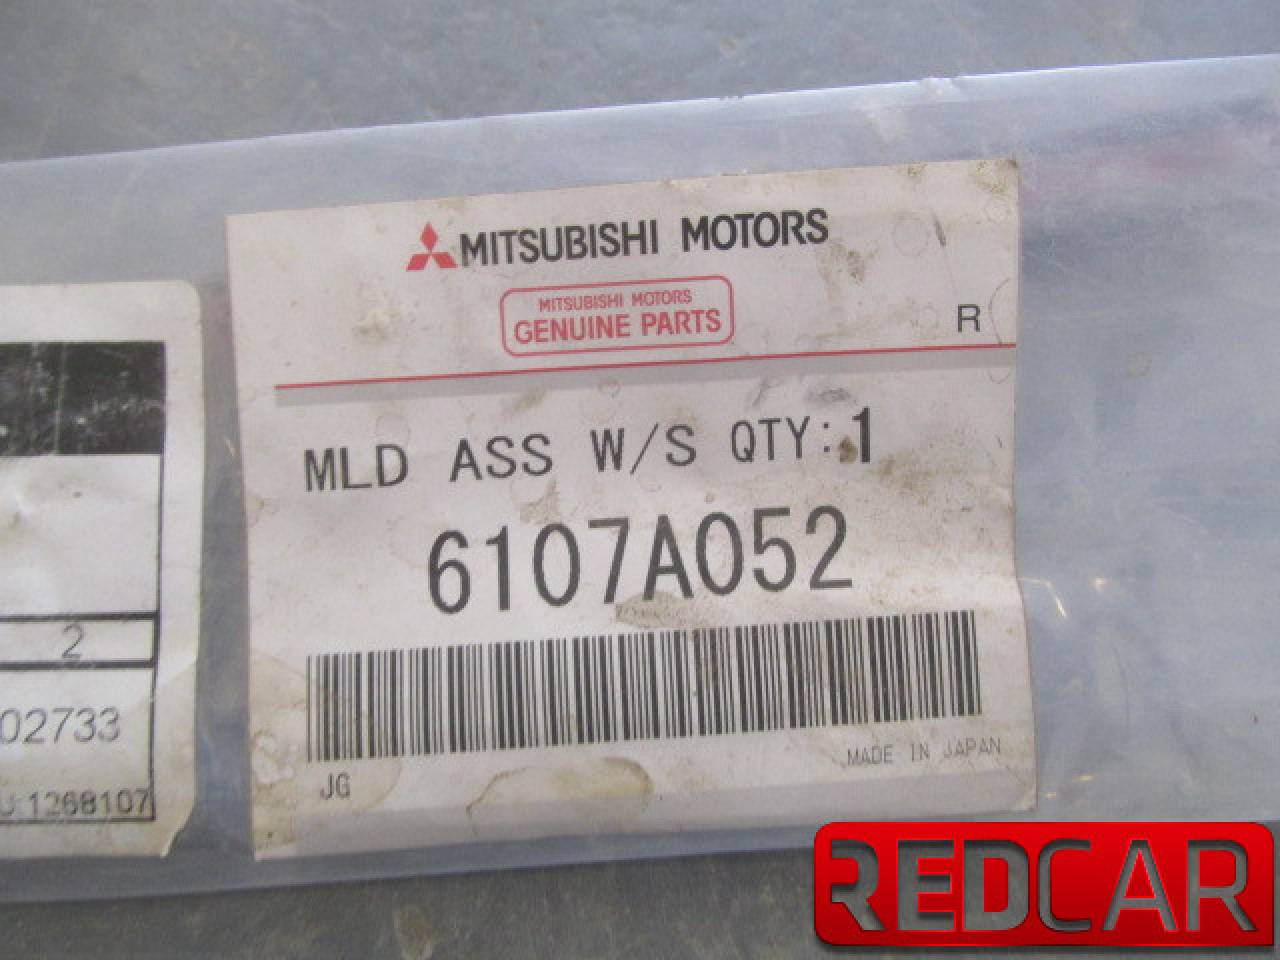 MITSUBISHI MOTORS
MITSUBISHI MOTORS
GENUINE PARTS
R
MLD ASS W/S QTY:1
6107A052
JG
MADE IN JAPAN
2
02733
1268107
REDCAR